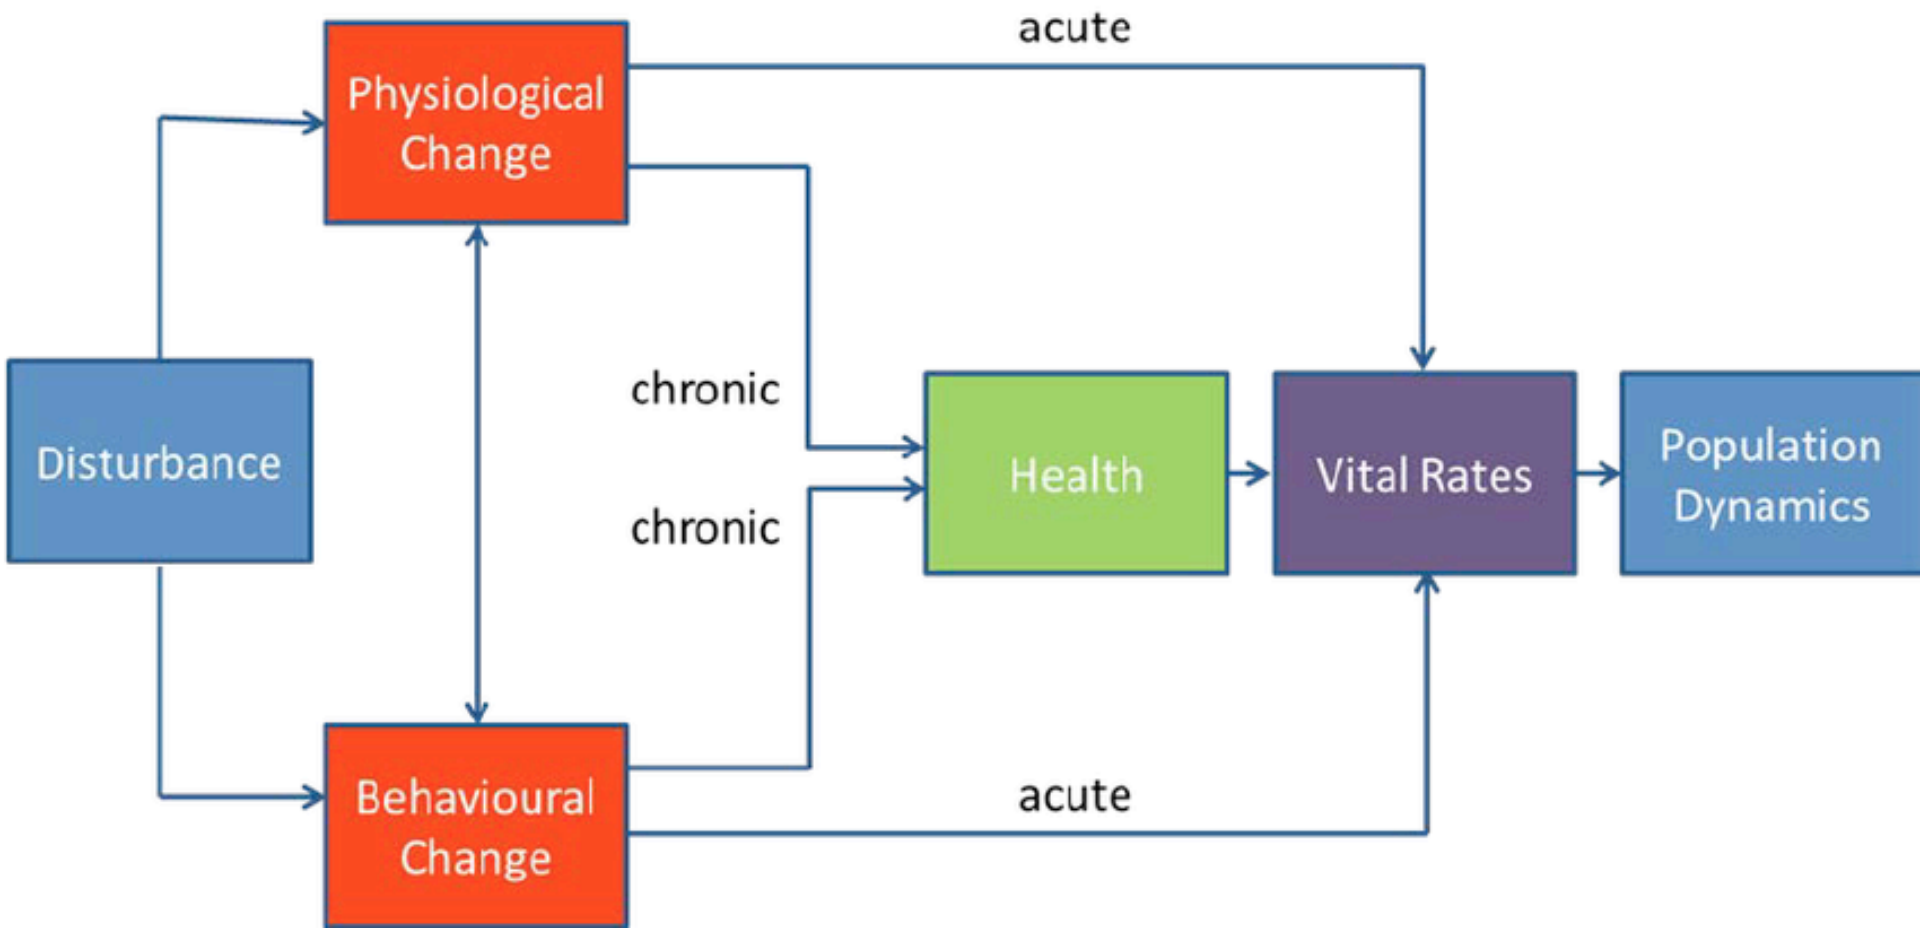 acute
Physiological
Change
chronic
Disturbance
Health
Vital Rates
Population
Dynamics
chronic
Behavioural
Change
acute